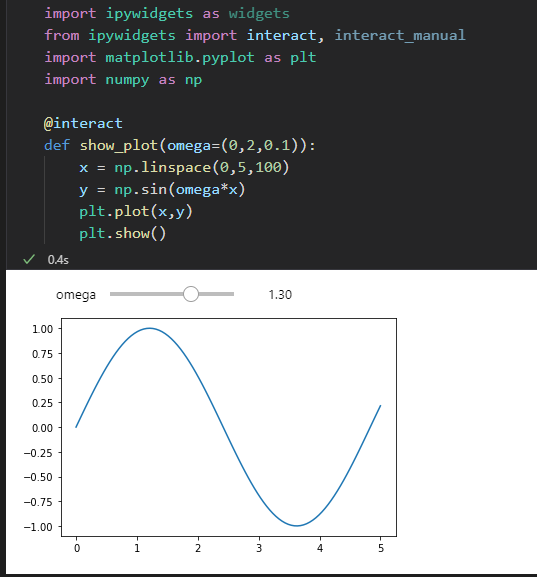 import ipywidgets as widgets
from ipywidgets import interact, interact_manual
import matplotlib.pyplot as plt
import numpy as np
@interact
def show_plot(omega=(0,2,0.1)):
    x = np.linspace(0,5,100)
    y = np.sin(omega*x)
    plt.plot(x,y)
    plt.show()
✓ 0.4s
omega 1.30
1.00
0.75
0.50
0.25
0.00
−0.25
−0.50
−0.75
−1.00
0 1 2 3 4 5